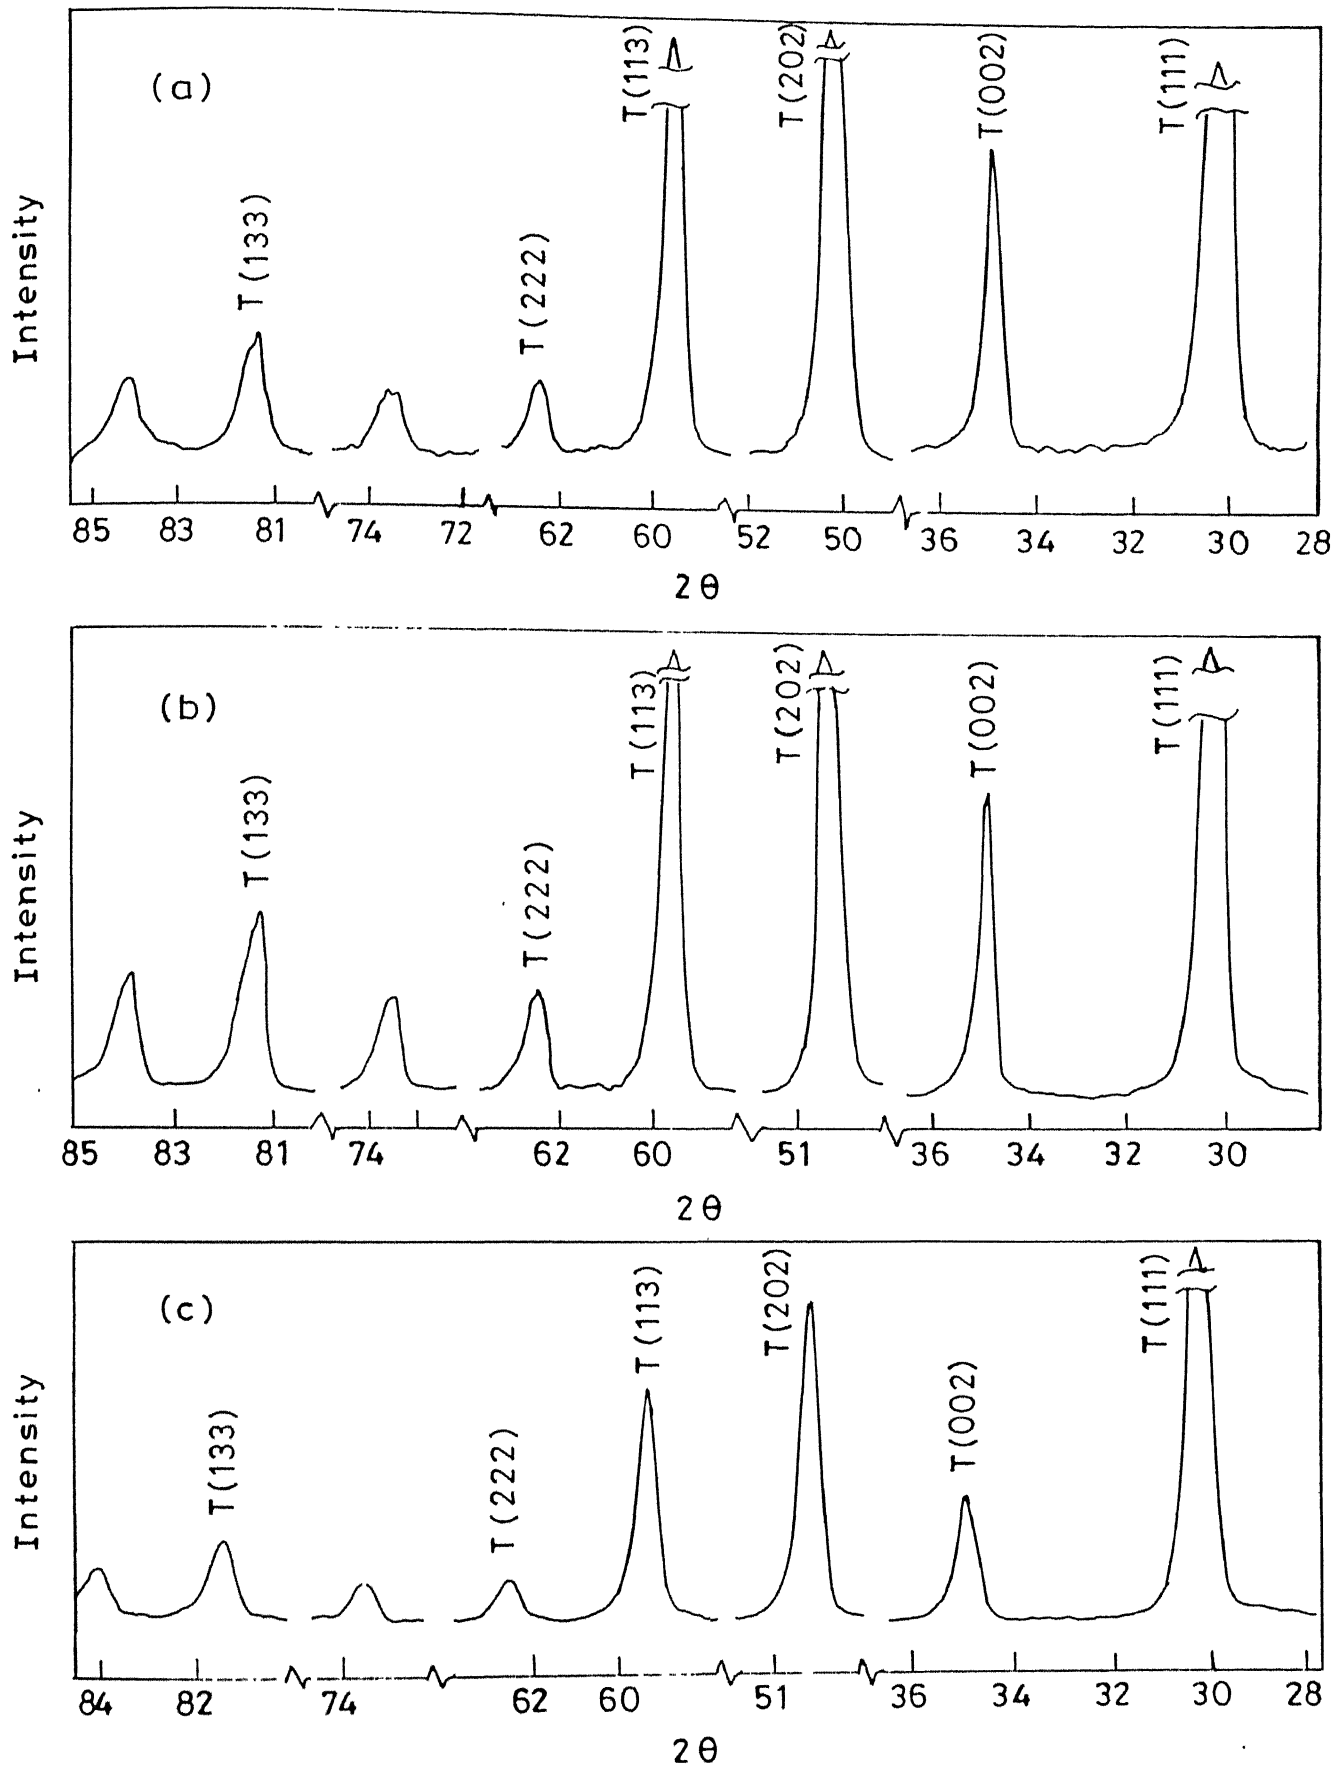 (a)
T(113)
T(202)
T(002)
T(111)
T(133)
T(222)
Intensity
85 83 81 74 72 62 60 52 50 36 34 32 30 28
2θ
(b)
T(113)
T(202)
T(002)
T(111)
T(133)
T(222)
Intensity
85 83 81 74 62 60 51 36 34 32 30
2θ
(c)
T(113)
T(202)
T(111)
T(002)
T(133)
T(222)
Intensity
84 82 74 62 60 51 36 34 32 30 28
2θ